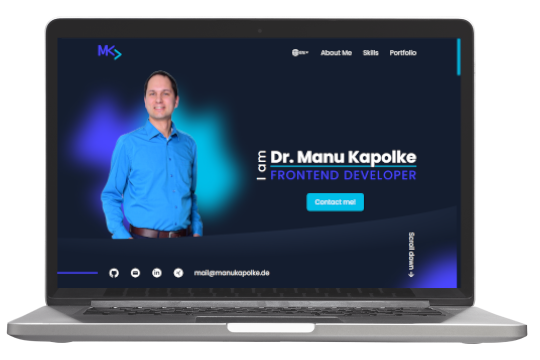 MK
About Me Skills Portfolio
I am
Dr. Manu Kapolke
FRONTEND DEVELOPER
Contact me!
Scroll down →
mail@manukapolke.de